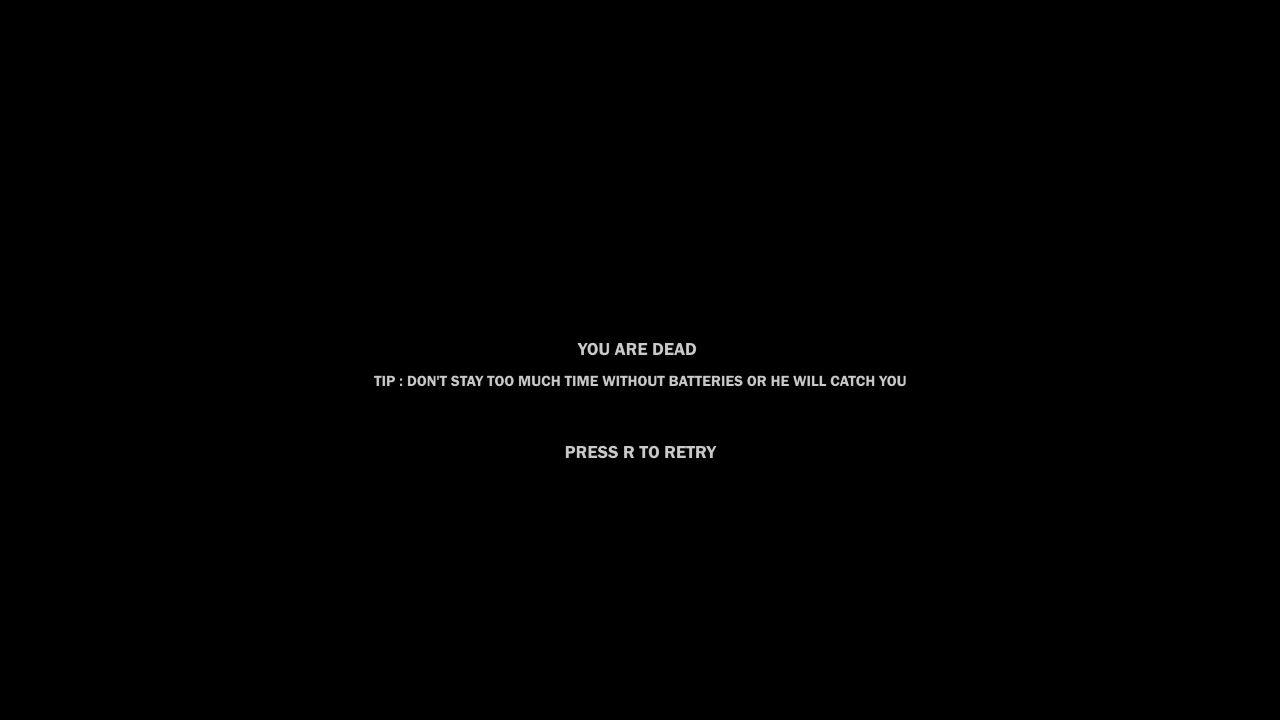 YOU ARE DEAD
TIP : DON'T STAY TOO MUCH TIME WITHOUT BATTERIES OR HE WILL CATCH YOU
PRESS R TO RETRY